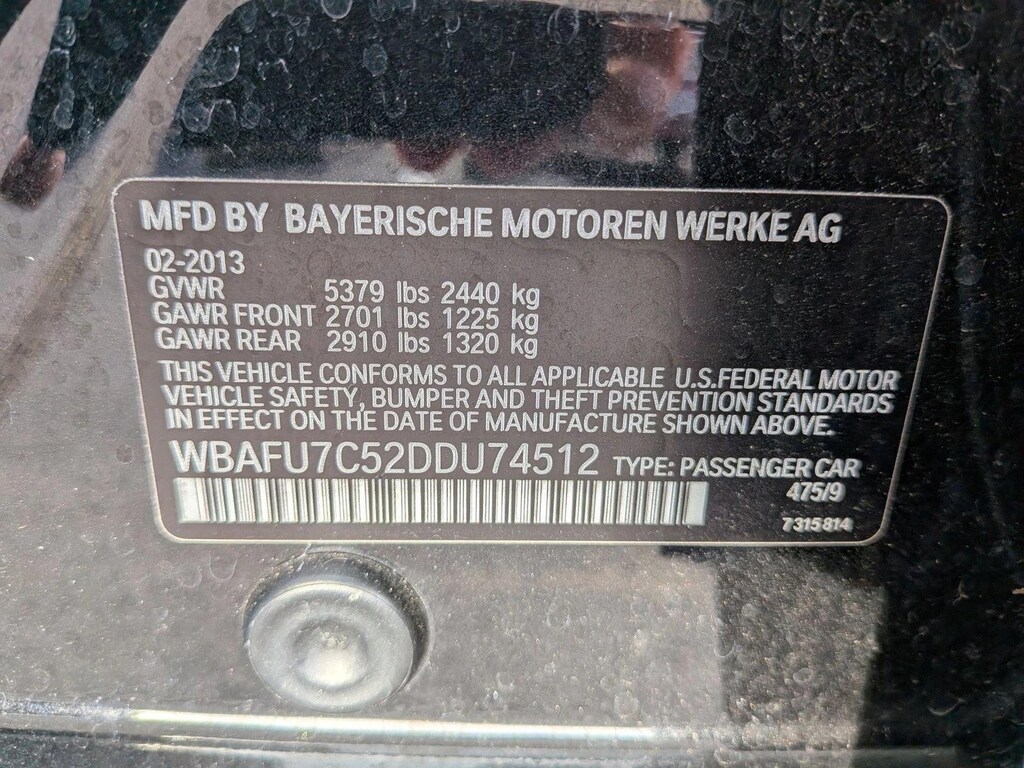 MFD BY BAYERISCHE MOTOREN WERKE AG
02-2013
GVWR 5379 lbs 2440 kg
GAWR FRONT 2701 lbs 1225 kg
GAWR REAR 2910 lbs 1320 kg
THIS VEHICLE CONFORMS TO ALL APPLICABLE U.S.FEDERAL MOTOR
VEHICLE SAFETY, BUMPER AND THEFT PREVENTION STANDARDS
IN EFFECT ON THE DATE OF MANUFACTURE SHOWN ABOVE.
WBAFU7C52DDU74512 TYPE: PASSENGER CAR
475/9
7315814